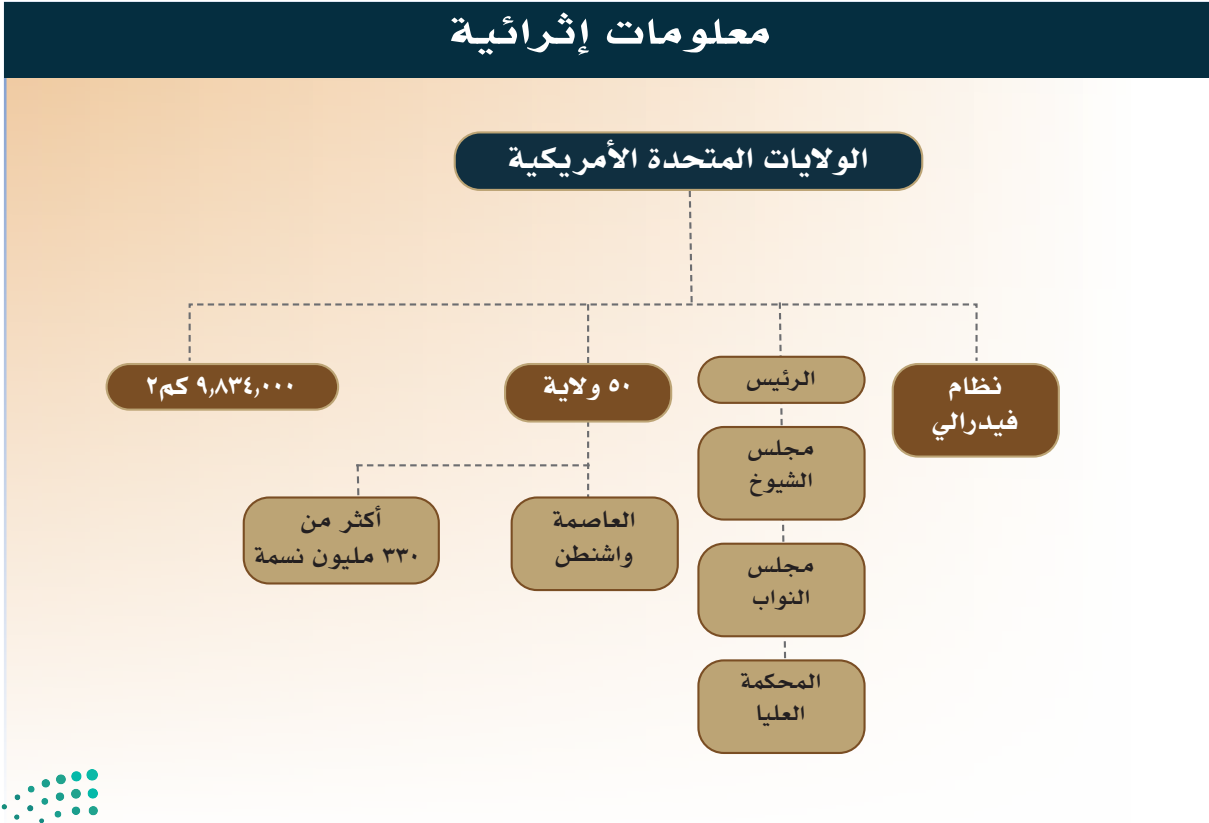 معلومات إثرائية
الولايات المتحدة الأمريكية
نظام
فيدرالي
الرئيس
مجلس
الشيوخ
مجلس
النواب
المحكمة
العليا
٥٠ ولاية
العاصمة
واشنطن
أكثر من
٣٣٠ مليون نسمة
٩,٨٣٤,٠٠٠ كم٢